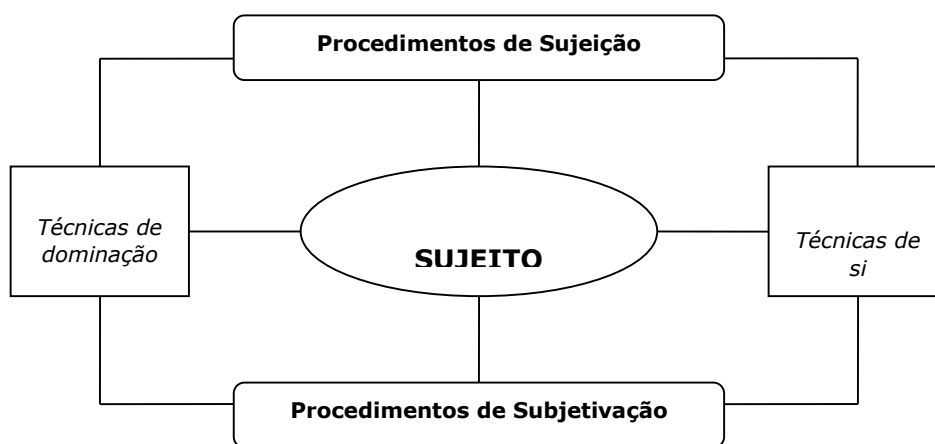 Procedimentos de Sujeição
Técnicas de
dominação
SUJEITO
Técnicas de
si
Procedimentos de Subjetivação